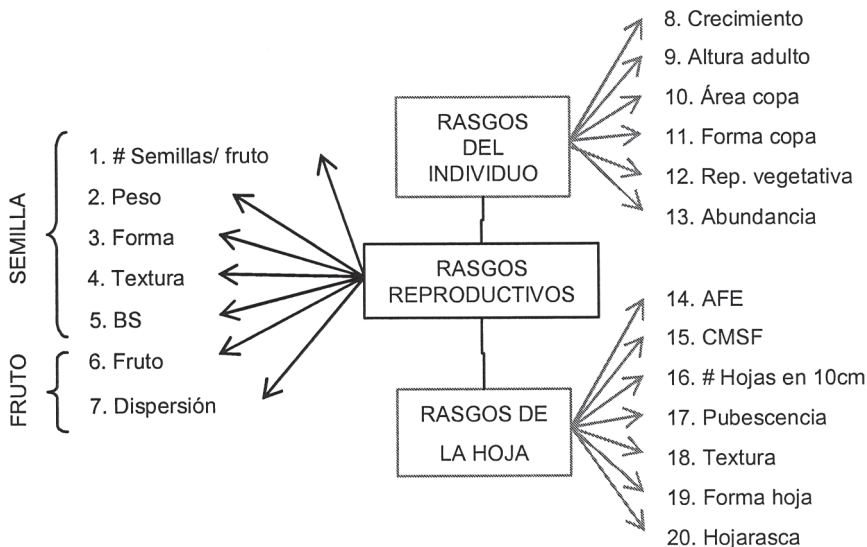 SEMILLA
1. # Semillas/ fruto
2. Peso
3. Forma
4. Textura
5. BS
FRUTO
6. Fruto
7. Dispersión
RASGOS
DEL
INDIVIDUO
RASGOS
REPRODUCTIVOS
RASGOS DE
LA HOJA
8. Crecimiento
9. Altura adulto
10. Área copa
11. Forma copa
12. Rep. vegetativa
13. Abundancia
14. AFE
15. CMSF
16. # Hojas en 10cm
17. Pubescencia
18. Textura
19. Forma hoja
20. Hojarasca